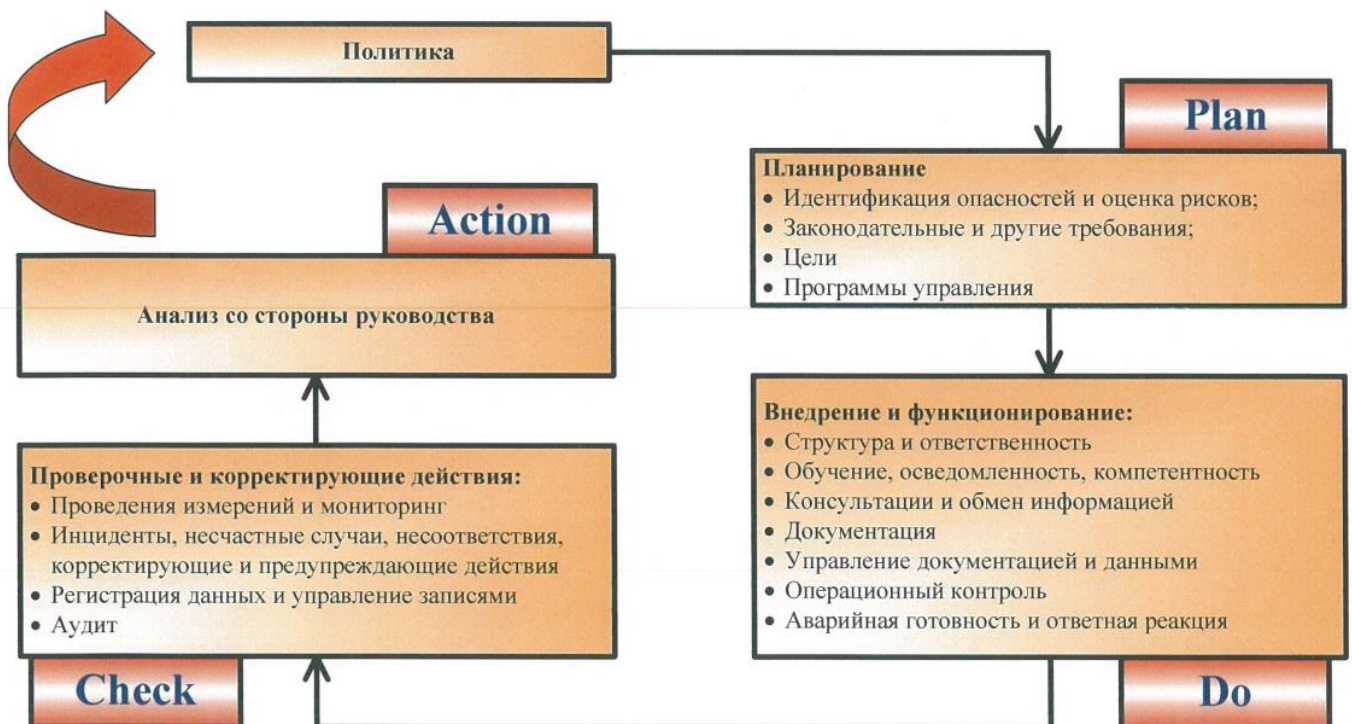 Политика
Plan
Планирование
• Идентификация опасностей и оценка рисков;
• Законодательные и другие требования;
• Цели
• Программы управления
Action
Анализ со стороны руководства
Внедрение и функционирование:
• Структура и ответственность
• Обучение, осведомленность, компетентность
• Консультации и обмен информацией
• Документация
• Управление документацией и данными
• Операционный контроль
• Аварийная готовность и ответная реакция
Do
Проверочные и корректирующие действия:
• Проведения измерений и мониторинг
• Инциденты, несчастные случаи, несоответствия,
корректирующие и предупреждающие действия
• Регистрация данных и управление записями
• Аудит
Check